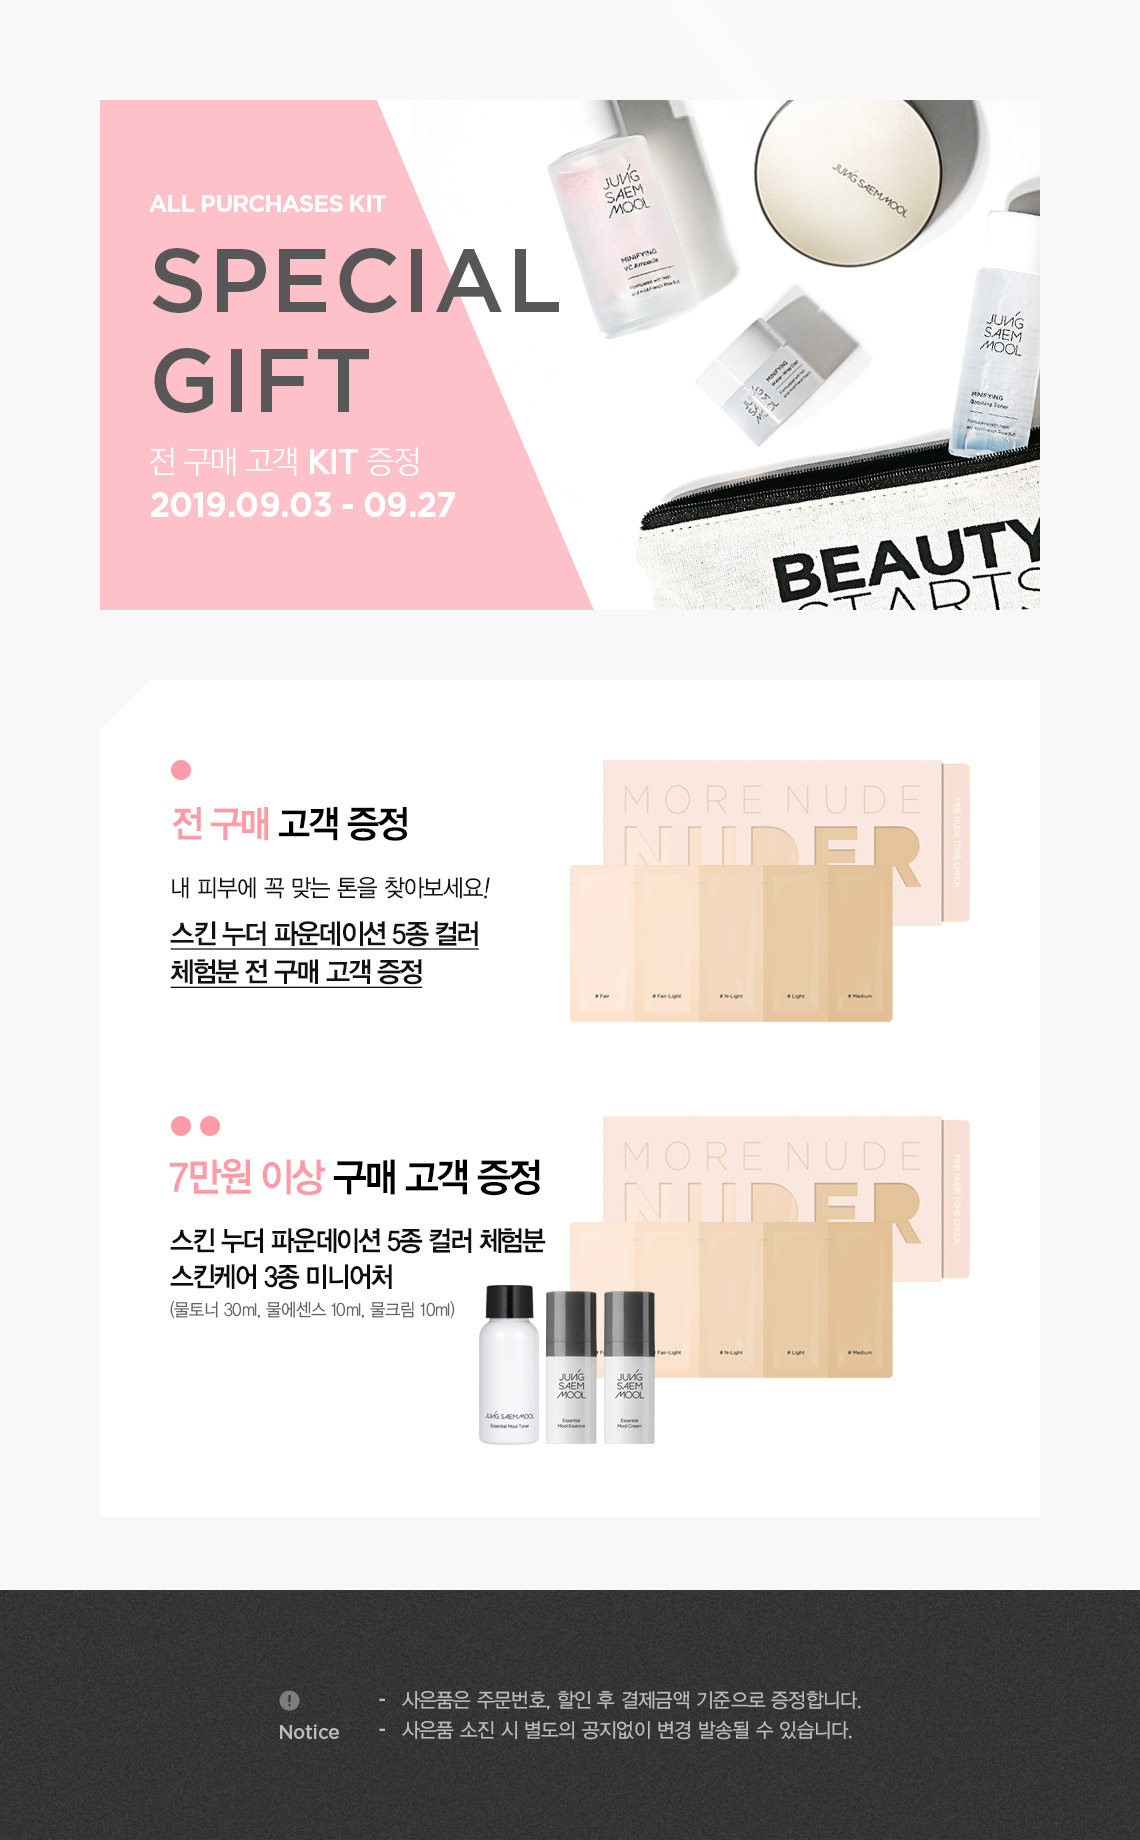 ALL PURCHASES KIT
SPECIAL
GIFT
전 구매 고객 KIT 증정
2019.09.03 - 09.27
JUNG
SAEM
MOOL
MINIFYING
VC Ampoule
JUNG SAEM MOOL
MINIFYING
Water Wrap
JUNG
SAEM
MOOL
MINIFYING
Boosting Toner
BEAUTY
STARTS
전 구매 고객 증정
내 피부에 꼭 맞는 톤을 찾아보세요!
스킨 누더 파운데이션 5종 컬러
체험분 전 구매 고객 증정
MORE NUDE
NUDER
FINE NUDE TONE CHECK
# Fair
# Fair-Light
# N-Light
# Light
# Medium
7만원 이상 구매 고객 증정
스킨 누더 파운데이션 5종 컬러 체험분
스킨케어 3종 미니어처
(물토너 30ml, 물에센스 10ml, 물크림 10ml)
MORE NUDE
NUDER
FINE NUDE TONE CHECK
Fair-Light
# N-Light
# Light
# Medium
JUNG SAEM MOOL
Essential Mool Toner
JUNG
SAEM
MOOL
Essential
Mool Essence
JUNG
SAEM
MOOL
Essential
Mool Cream
Notice
- 사은품은 주문번호, 할인 후 결제금액 기준으로 증정합니다.
- 사은품 소진 시 별도의 공지없이 변경 발송될 수 있습니다.